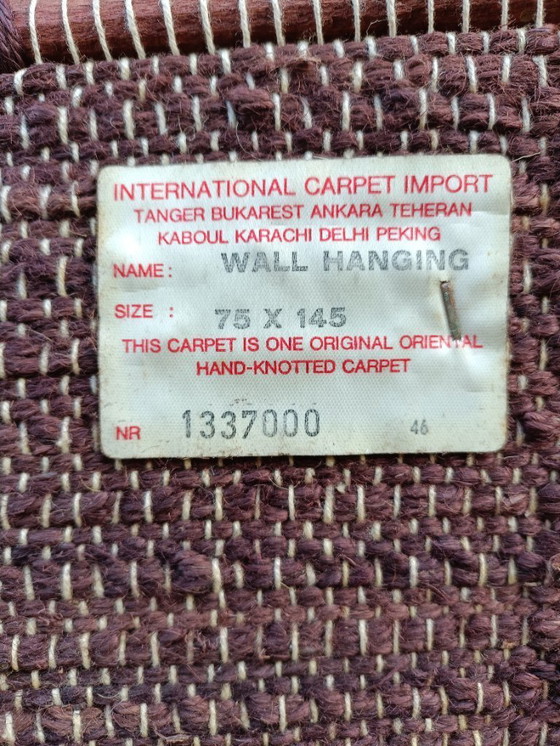 INTERNATIONAL CARPET IMPORT
TANGER BUKAREST ANKARA TEHERAN
KABOUL KARACHI DELHI PEKING
NAME: WALL HANGING
SIZE : 75 X 145
THIS CARPET IS ONE ORIGINAL ORIENTAL
HAND-KNOTTED CARPET
NR 1337000 46